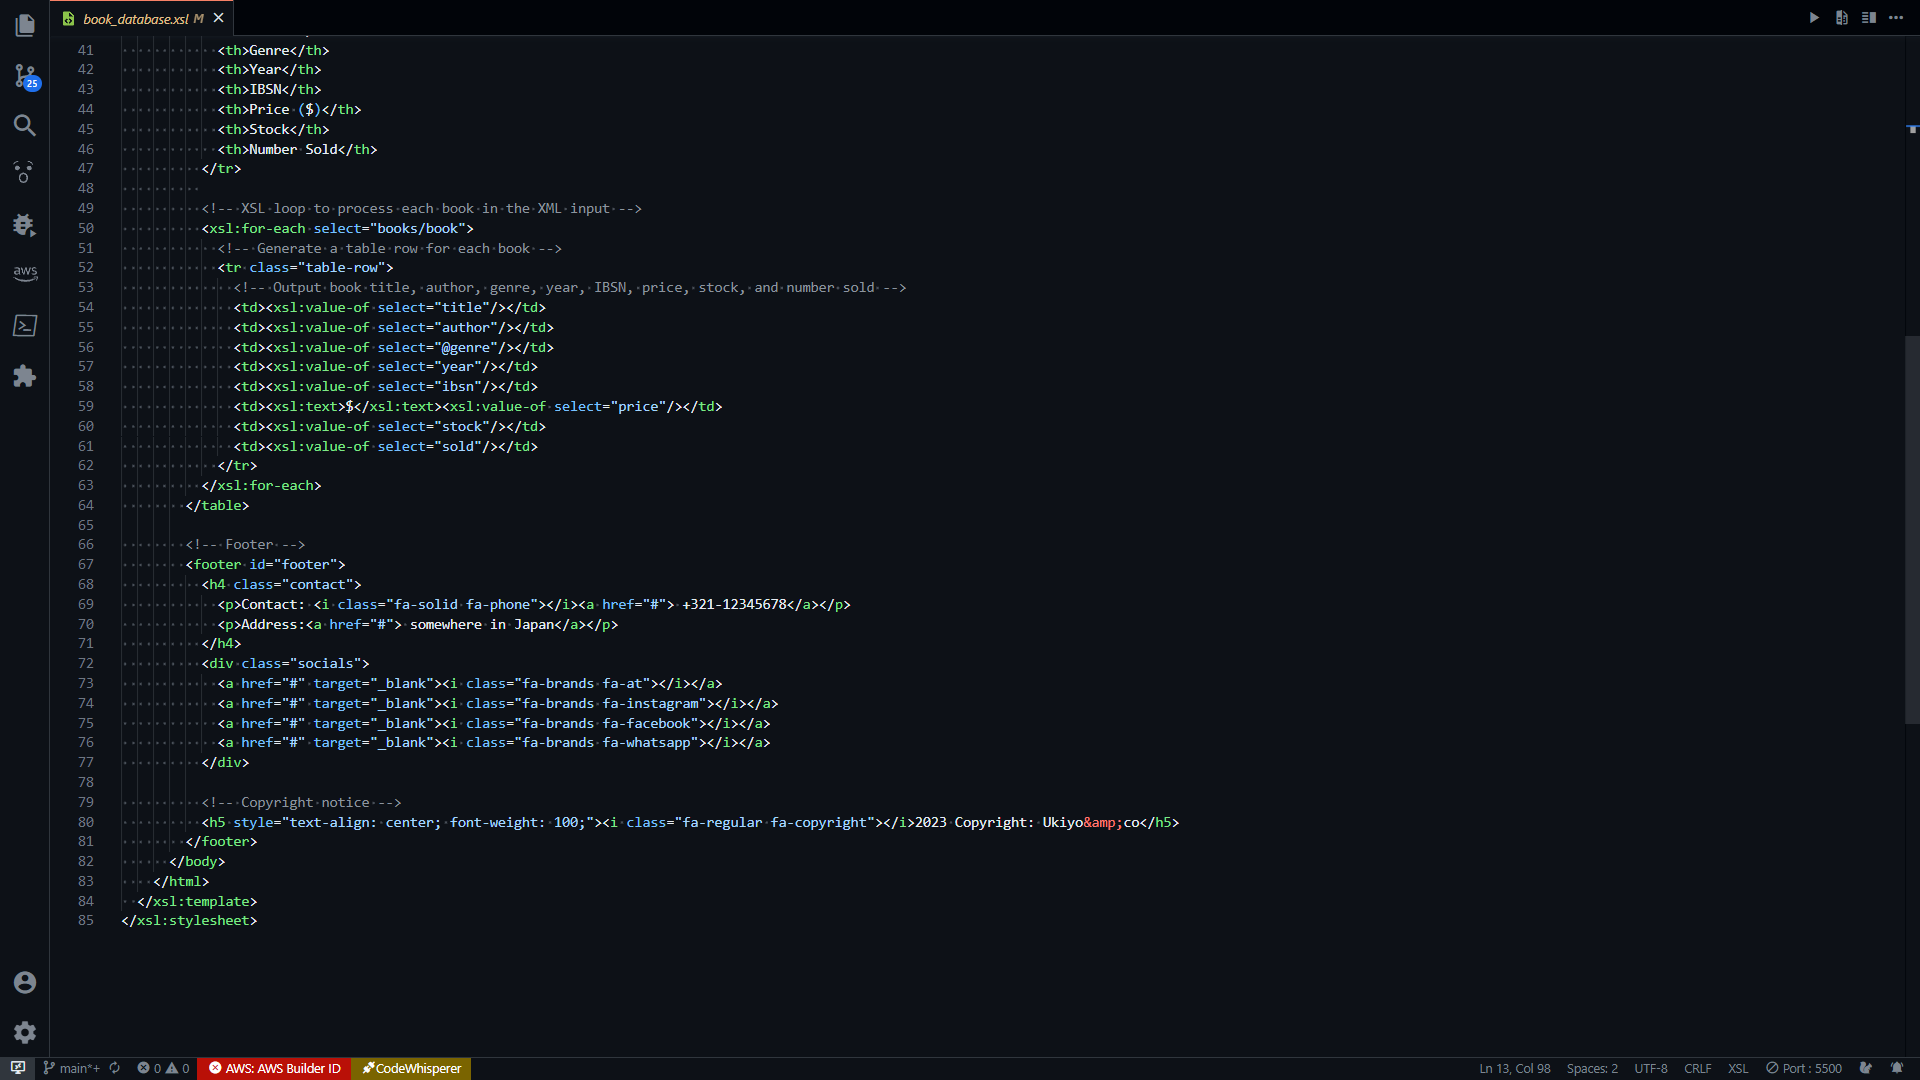 book_database.xsl M
25
aws
41 <th>Genre</th>
42 <th>Year</th>
43 <th>IBSN</th>
44 <th>Price ($)</th>
45 <th>Stock</th>
46 <th>Number Sold</th>
47 </tr>
48
49 <!-- XSL loop to process each book in the XML input -->
50 <xsl:for-each select="books/book">
51 <!-- Generate a table row for each book -->
52 <tr class="table-row">
53 <!-- Output book title, author, genre, year, IBSN, price, stock, and number sold -->
54 <td><xsl:value-of select="title"/></td>
55 <td><xsl:value-of select="author"/></td>
56 <td><xsl:value-of select="@genre"/></td>
57 <td><xsl:value-of select="year"/></td>
58 <td><xsl:value-of select="ibsn"/></td>
59 <td><xsl:text>$</xsl:text><xsl:value-of select="price"/></td>
60 <td><xsl:value-of select="stock"/></td>
61 <td><xsl:value-of select="sold"/></td>
62 </tr>
63 </xsl:for-each>
64 </table>
65
66 <!-- Footer -->
67 <footer id="footer">
68 <h4 class="contact">
69 <p>Contact: <i class="fa-solid fa-phone"></i><a href="#"> +321-12345678</a></p>
70 <p>Address:<a href="#"> somewhere in Japan</a></p>
71 </h4>
72 <div class="socials">
73 <a href="#" target="_blank"><i class="fa-brands fa-at"></i></a>
74 <a href="#" target="_blank"><i class="fa-brands fa-instagram"></i></a>
75 <a href="#" target="_blank"><i class="fa-brands fa-facebook"></i></a>
76 <a href="#" target="_blank"><i class="fa-brands fa-whatsapp"></i></a>
77 </div>
78
79 <!-- Copyright notice -->
80 <h5 style="text-align: center; font-weight: 100;"><i class="fa-regular fa-copyright"></i>2023 Copyright: Ukiyo&amp;co</h5>
81 </footer>
82 </body>
83 </html>
84 </xsl:template>
85 </xsl:stylesheet>
main*+ 0 0 AWS: AWS Builder ID CodeWhisperer Ln 13, Col 98 Spaces: 2 UTF-8 CRLF XSL Port : 5500